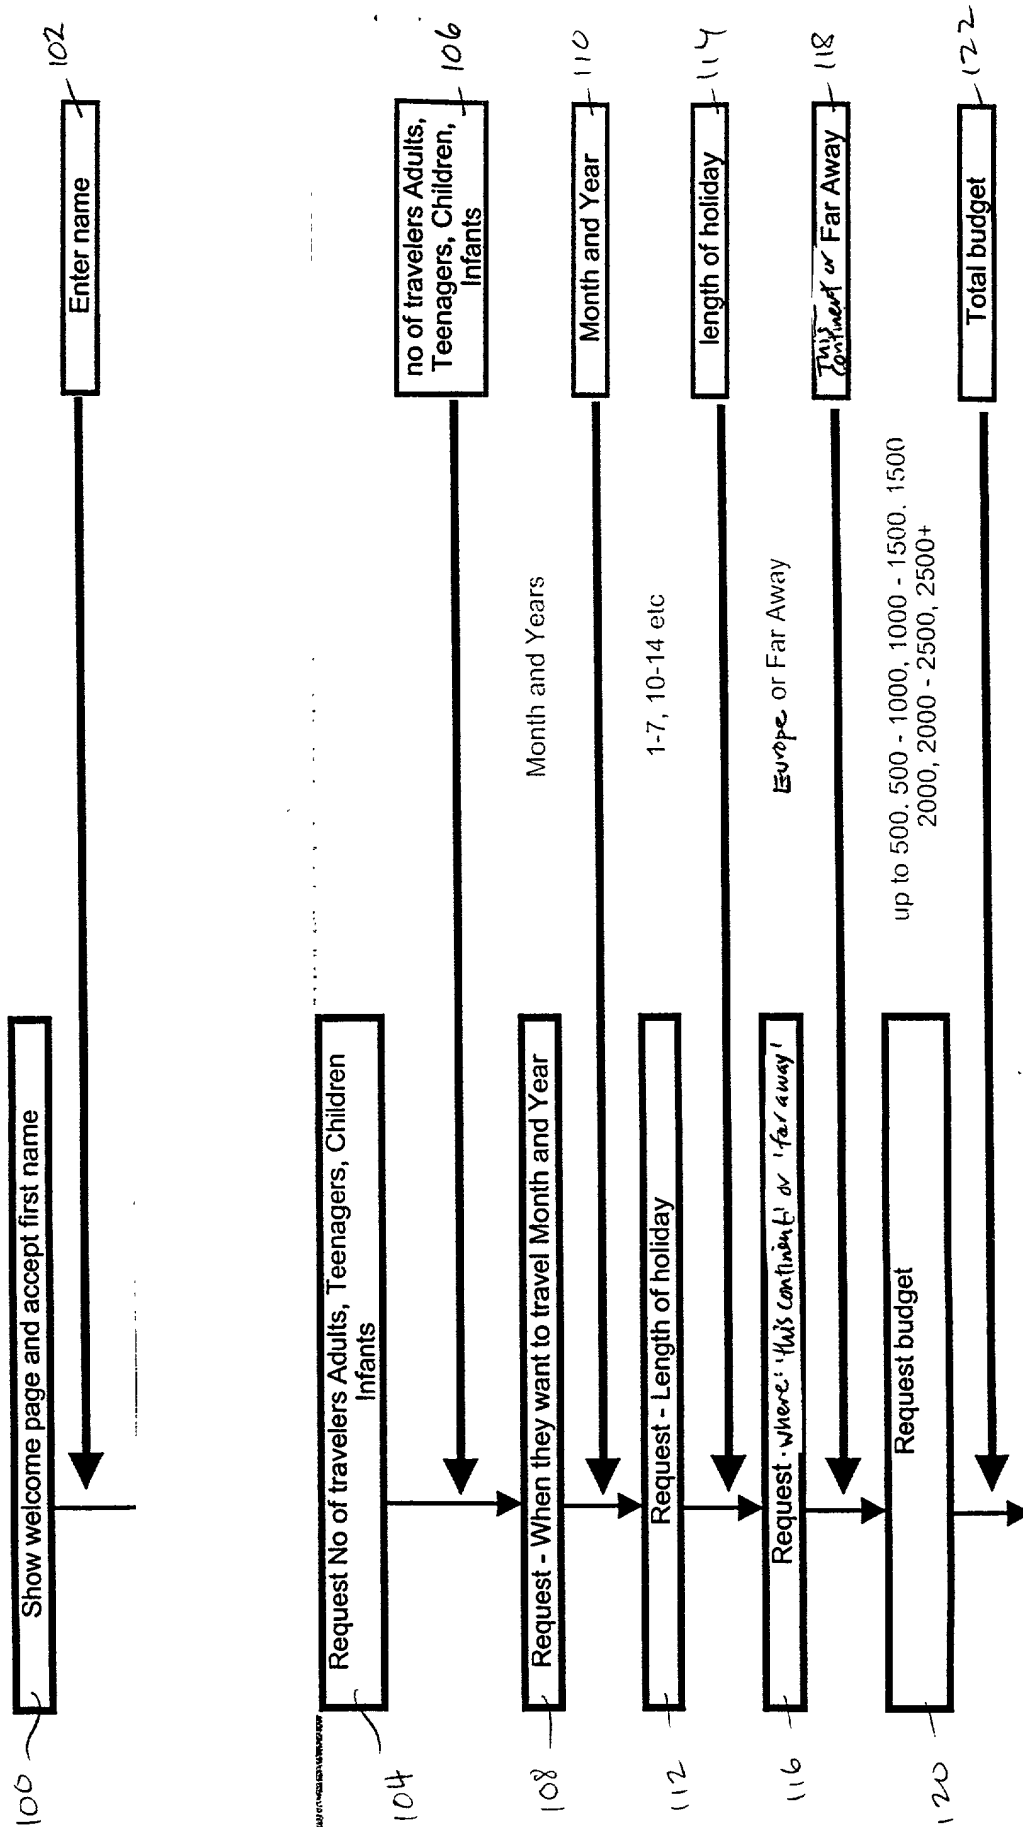 100
Show welcome page and accept first name
Enter name
102
104
Request No of travelers Adults, Teenagers, Children
Infants
no of travelers Adults,
Teenagers, Children,
Infants
106
108
Request - When they want to travel Month and Year
Month and Years
Month and Year
110
112
Request - Length of holiday
1-7, 10-14 etc
length of holiday
114
116
Request - where: 'this continent' or 'far away'
Europe or Far Away
This
continent or Far Away
118
120
Request budget
up to 500. 500 - 1000, 1000 - 1500. 1500
2000, 2000 - 2500, 2500+
Total budget
122